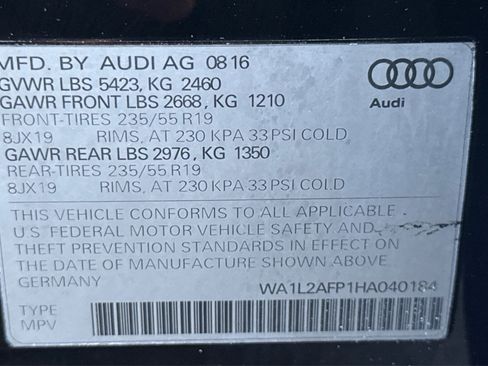 MFD. BY AUDI AG 08 16
GVWR LBS 5423, KG 2460
GAWR FRONT LBS 2668, KG 1210
FRONT-TIRES 235/55 R19
8JX19 RIMS, AT 230 KPA 33 PSI COLD
GAWR REAR LBS 2976, KG 1350
REAR-TIRES 235/55 R19
8JX19 RIMS, AT 230 KPA 33 PSI COLD
Audi
THIS VEHICLE CONFORMS TO ALL APPLICABLE
U.S. FEDERAL MOTOR VEHICLE SAFETY AND
THEFT PREVENTION STANDARDS IN EFFECT ON
THE DATE OF MANUFACTURE SHOWN ABOVE.
GERMANY
WA1L2AFP1HA040184
TYPE
MPV